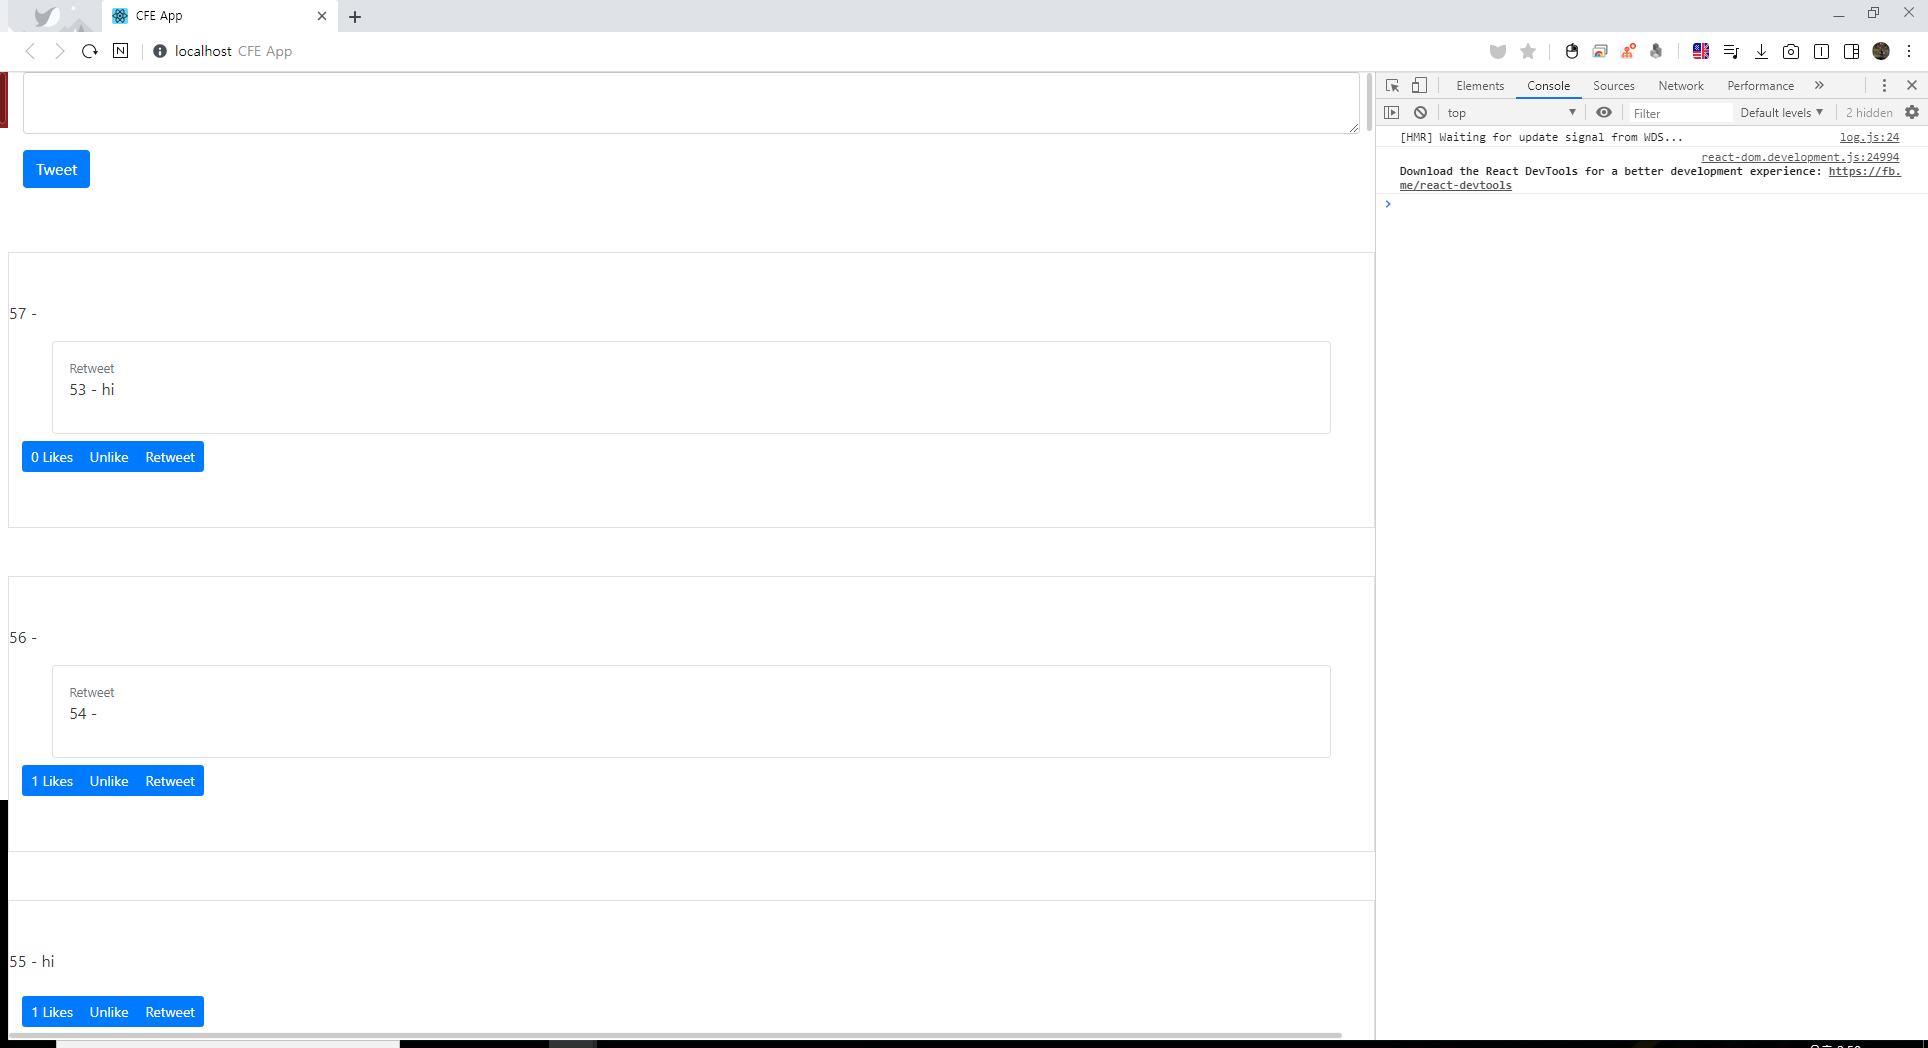 CFE App
N
localhost CFE App
Elements Console Sources Network Performance »
top Filter Default levels 2 hidden
[HMR] Waiting for update signal from WDS... log.js:24
react-dom.development.js:24994
Download the React DevTools for a better development experience: https://fb.
me/react-devtools
Tweet
57 -
Retweet
53 - hi
0 Likes Unlike Retweet
56 -
Retweet
54 -
1 Likes Unlike Retweet
55 - hi
1 Likes Unlike Retweet